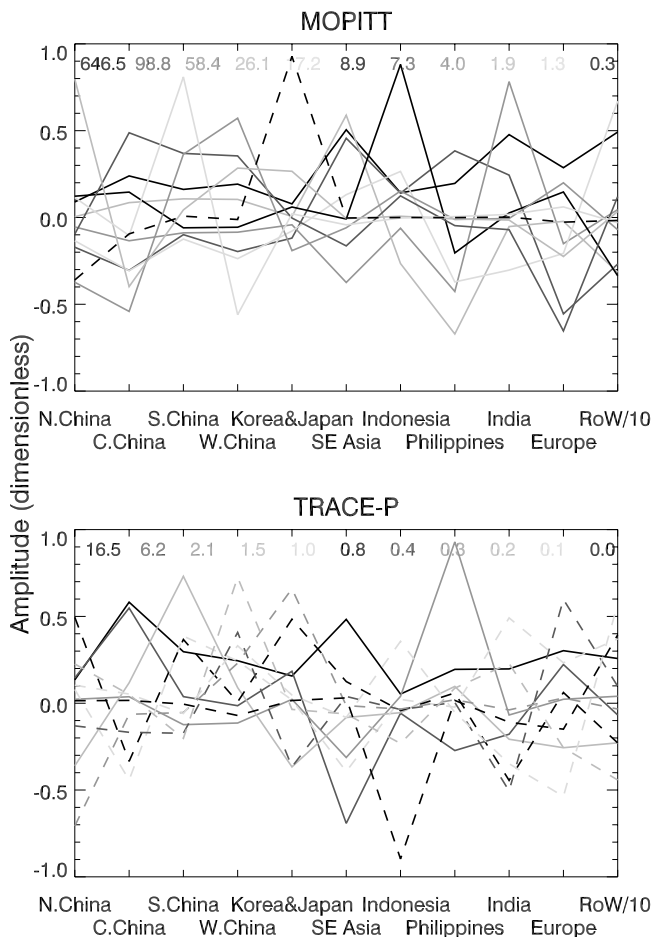 MOPITT
1.0
646.5 98.8 58.4 26.1 17.2 8.9 7.3 4.0 1.9 1.3 0.3
0.5
0.0
-0.5
-1.0
N.China S.China Korea&Japan Indonesia India RoW/10
C.China W.China SE Asia Philippines Europe
Amplitude (dimensionless)
TRACE-P
1.0
16.5 6.2 2.1 1.5 1.0 0.8 0.4 0.3 0.2 0.1 0.0
0.5
0.0
-0.5
-1.0
N.China S.China Korea&Japan Indonesia India RoW/10
C.China W.China SE Asia Philippines Europe